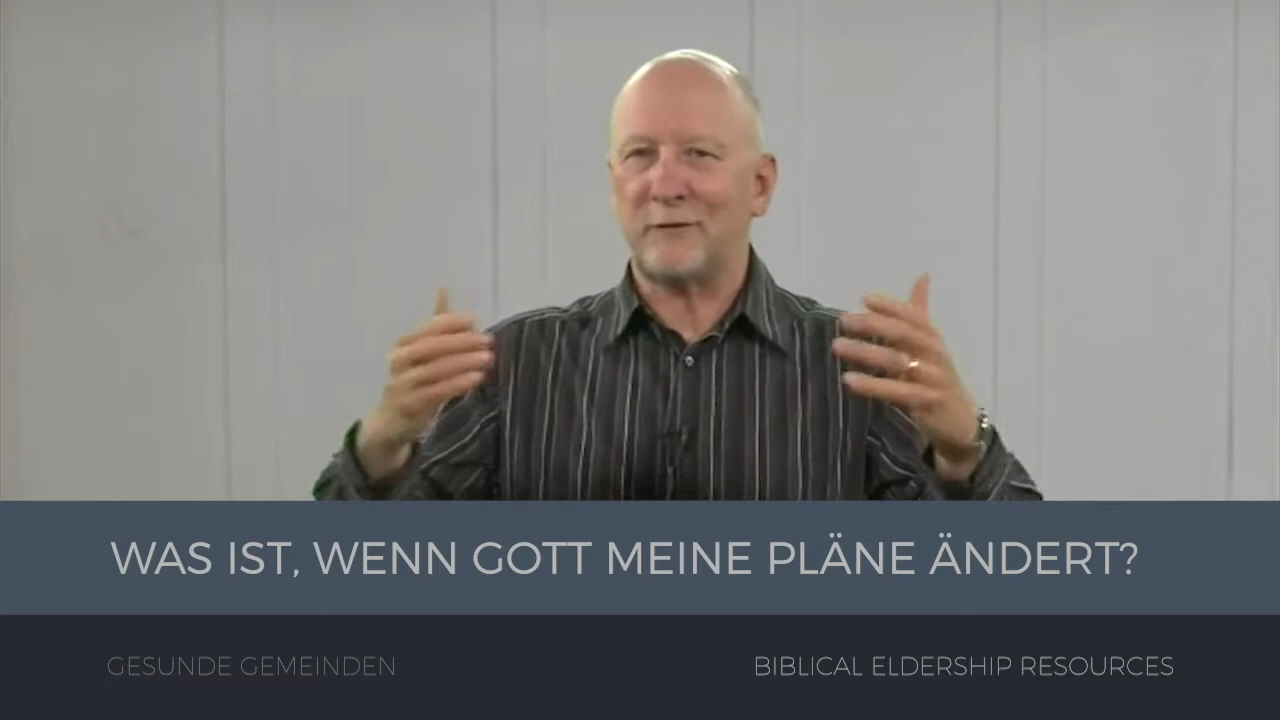 WAS IST, WENN GOTT MEINE PLÄNE ÄNDERT?
GESUNDE GEMEINDEN
BIBLICAL ELDERSHIP RESOURCES